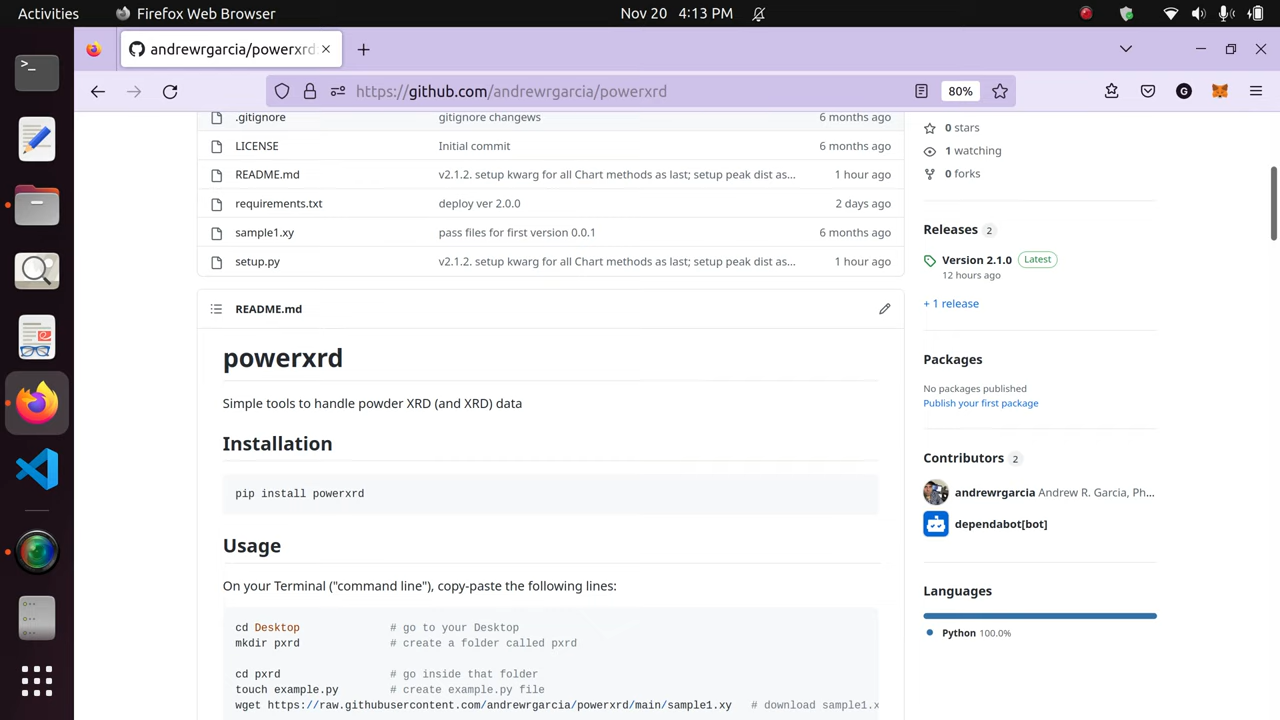 Activities Firefox Web Browser Nov 20 4:13 PM
andrewrgarcia/powerxrd:
https://github.com/andrewrgarcia/powerxrd 80%
.gitignore gitignore changews 6 months ago
LICENSE Initial commit 6 months ago
README.md v2.1.2. setup kwarg for all Chart methods as last; setup peak dist as... 1 hour ago
requirements.txt deploy ver 2.0.0 2 days ago
sample1.xy pass files for first version 0.0.1 6 months ago
setup.py v2.1.2. setup kwarg for all Chart methods as last; setup peak dist as... 1 hour ago
README.md
powerxrd
Simple tools to handle powder XRD (and XRD) data
Installation
pip install powerxrd
Usage
On your Terminal ("command line"), copy-paste the following lines:
cd Desktop # go to your Desktop
mkdir pxrd # create a folder called pxrd
cd pxrd # go inside that folder
touch example.py # create example.py file
wget https://raw.githubusercontent.com/andrewrgarcia/powerxrd/main/sample1.xy # download sample1.x
0 stars
1 watching
0 forks
Releases 2
Version 2.1.0 Latest
12 hours ago
+ 1 release
Packages
No packages published
Publish your first package
Contributors 2
andrewrgarcia Andrew R. Garcia, Ph...
dependabot[bot]
Languages
Python 100.0%